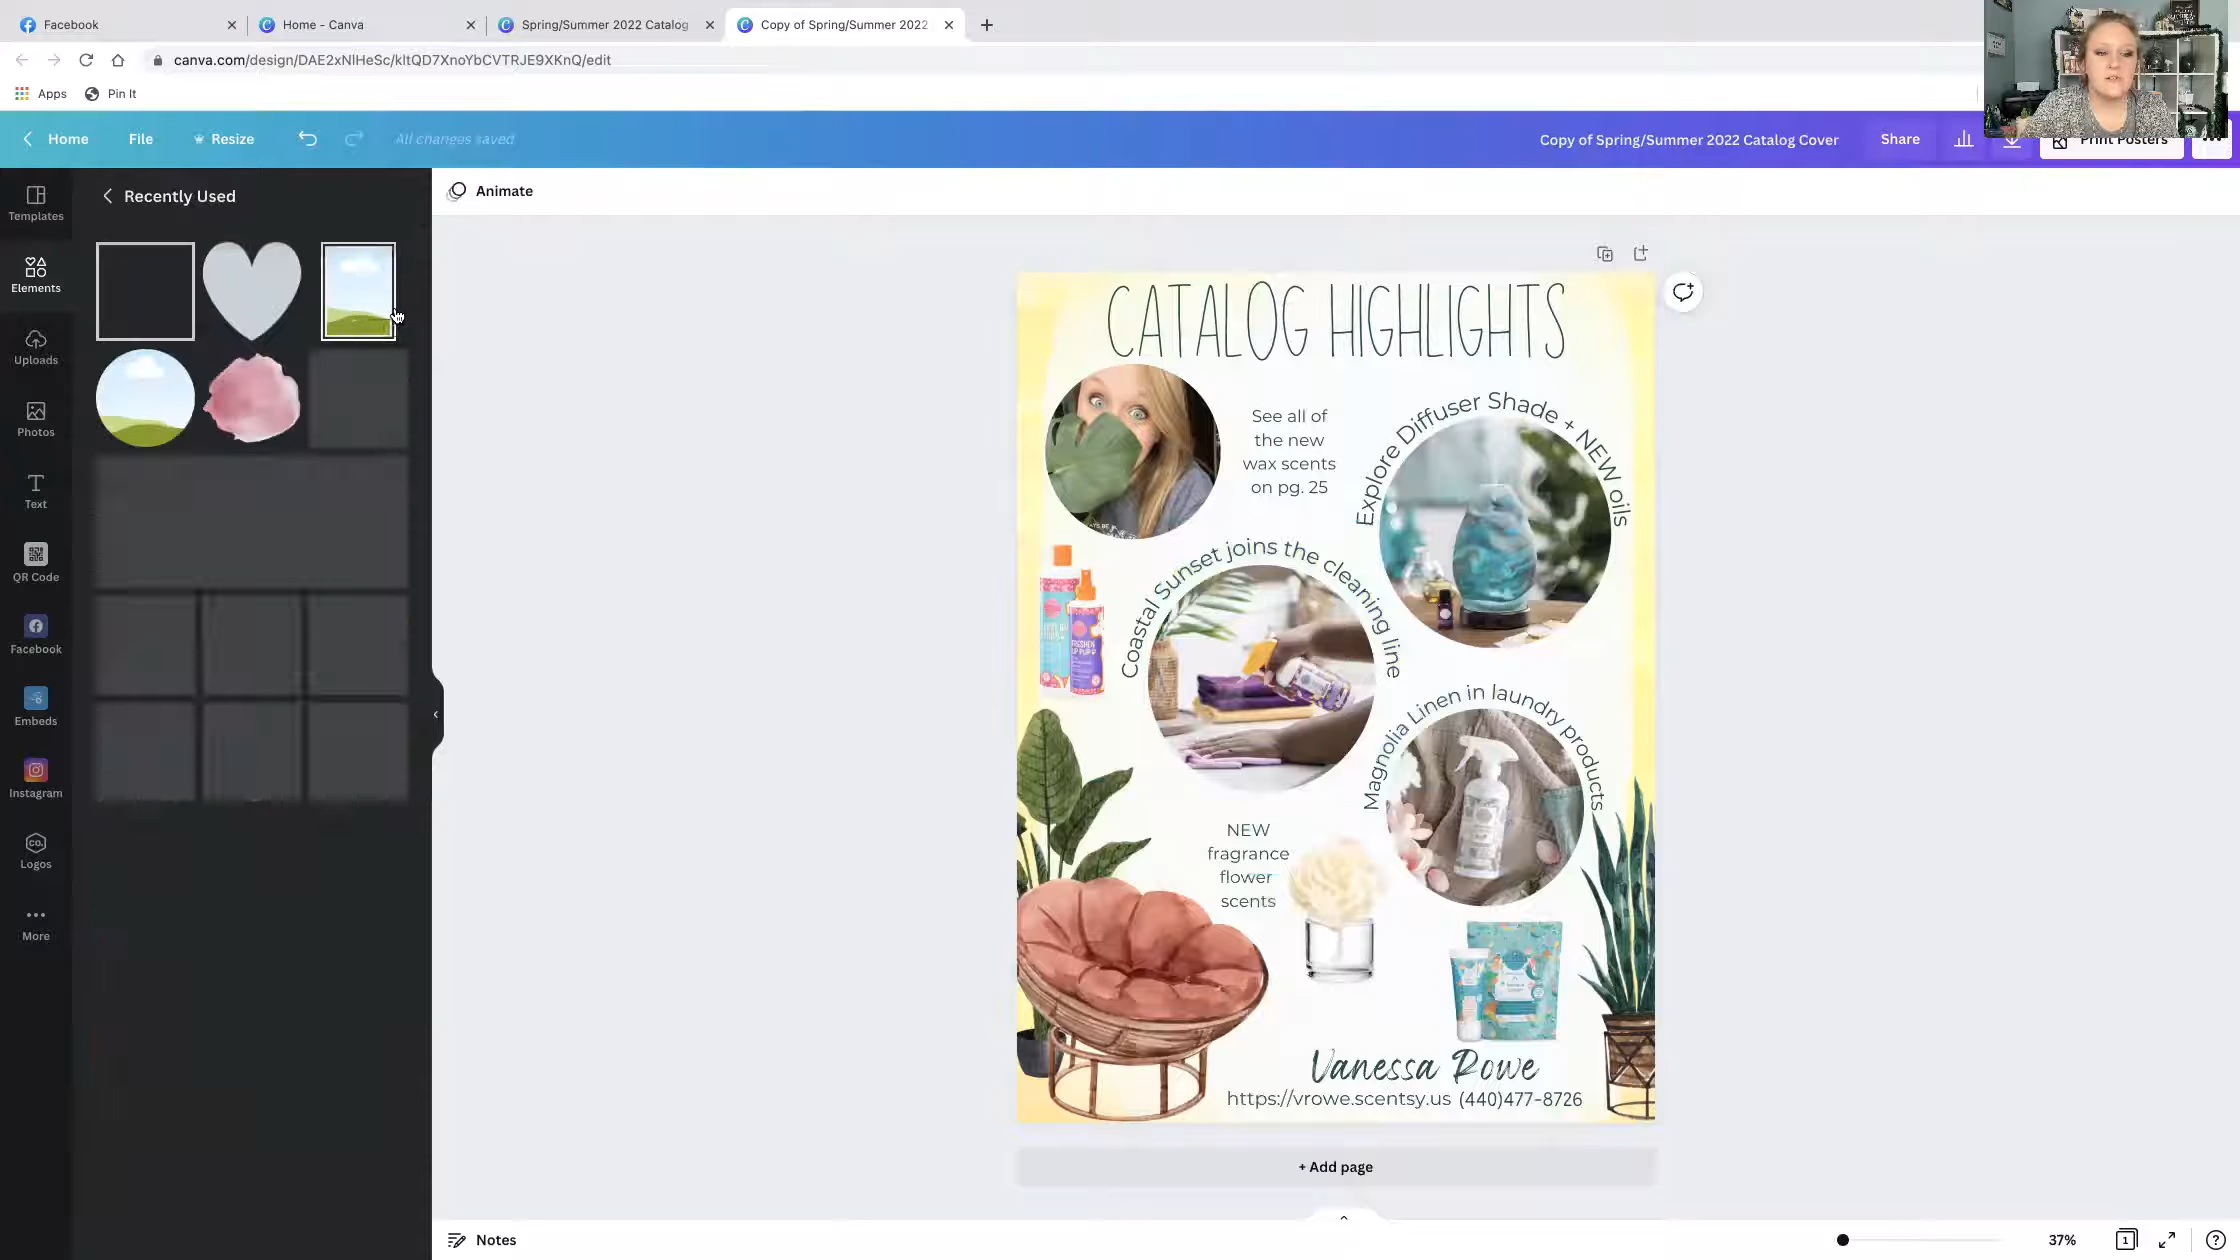 Facebook
Home - Canva
Spring/Summer 2022 Catalog
Copy of Spring/Summer 2022
canva.com/design/DAE2xNlHeSc/kltQD7XnoYbCVTRJE9XKnQ/edit
Apps
Pin It
Home
File
Resize
All changes saved
Copy of Spring/Summer 2022 Catalog Cover
Share
Print Posters
Templates
Elements
Uploads
Photos
Text
QR Code
Facebook
Embeds
Instagram
CO.
Logos
More
Recently Used
Animate
CATALOG HIGHLIGHTS
See all of
the new
wax scents
on pg. 25
Explore Diffuser Shade + NEW oils
Coastal Sunset joins the cleaning line
FRESHEN
UP PUP
Magnolia Linen in laundry products
NEW
fragrance
flower
scents
Vanessa Rowe
https://vrowe.scentsy.us (440)477-8726
+ Add page
Notes
37%
1